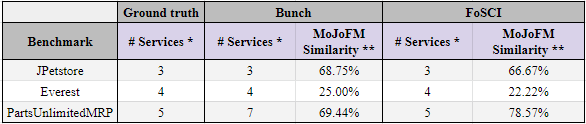 Ground truth Bunch FoSCI
Benchmark # Services * # Services * MoJoFM Similarity ** # Services * MoJoFM Similarity **
JPetstore 3 3 68.75% 3 66.67%
Everest 4 4 25.00% 4 22.22%
PartsUnlimitedMRP 5 7 69.44% 5 78.57%